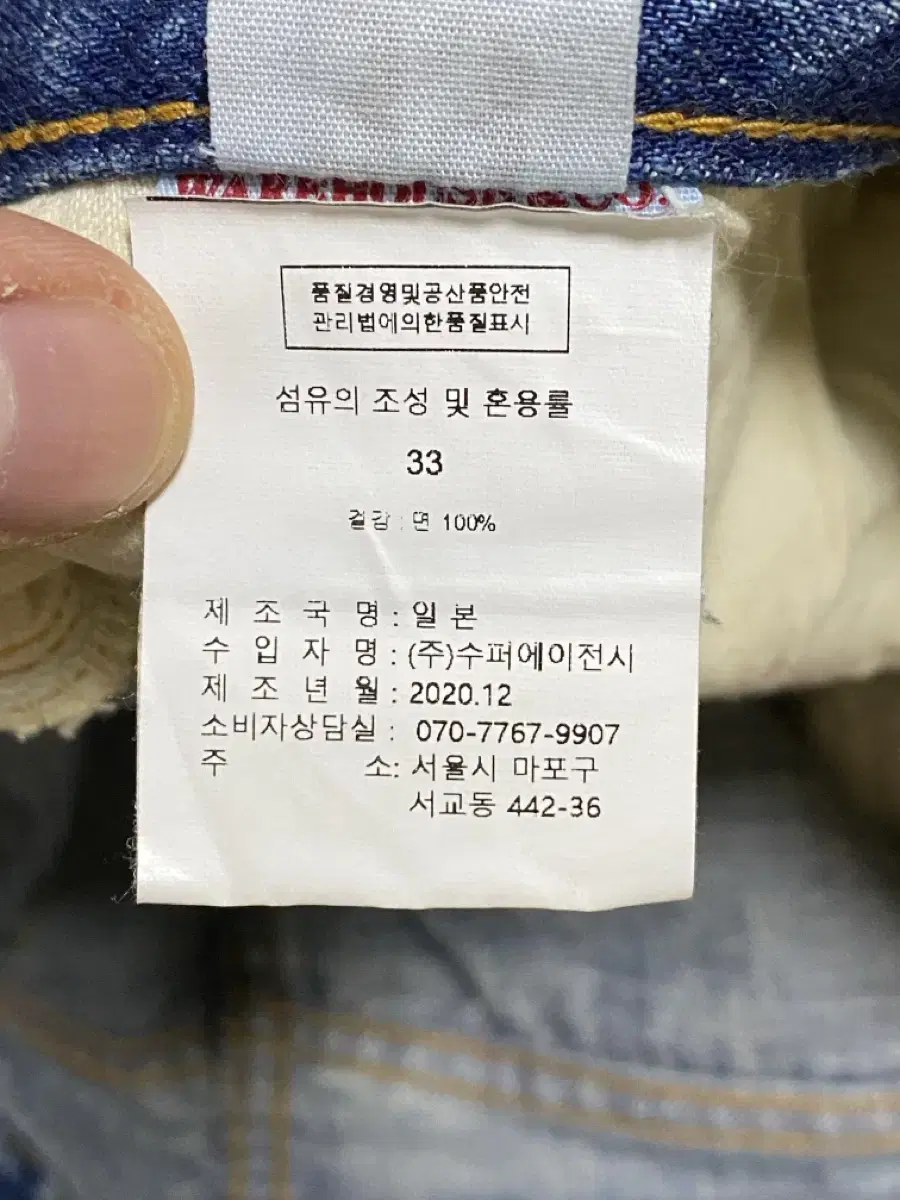 WAREHOUSE & CO.
품질경영및공산품안전
관리법에의한품질표시
섬유의 조성 및 혼용률
33
겉감 : 면 100%
제 조 국 명 : 일본
수 입 자 명 : (주)수퍼에이전시
제 조 년 월 : 2020.12
소비자상담실 : 070-7767-9907
주 소: 서울시 마포구
서교동 442-36